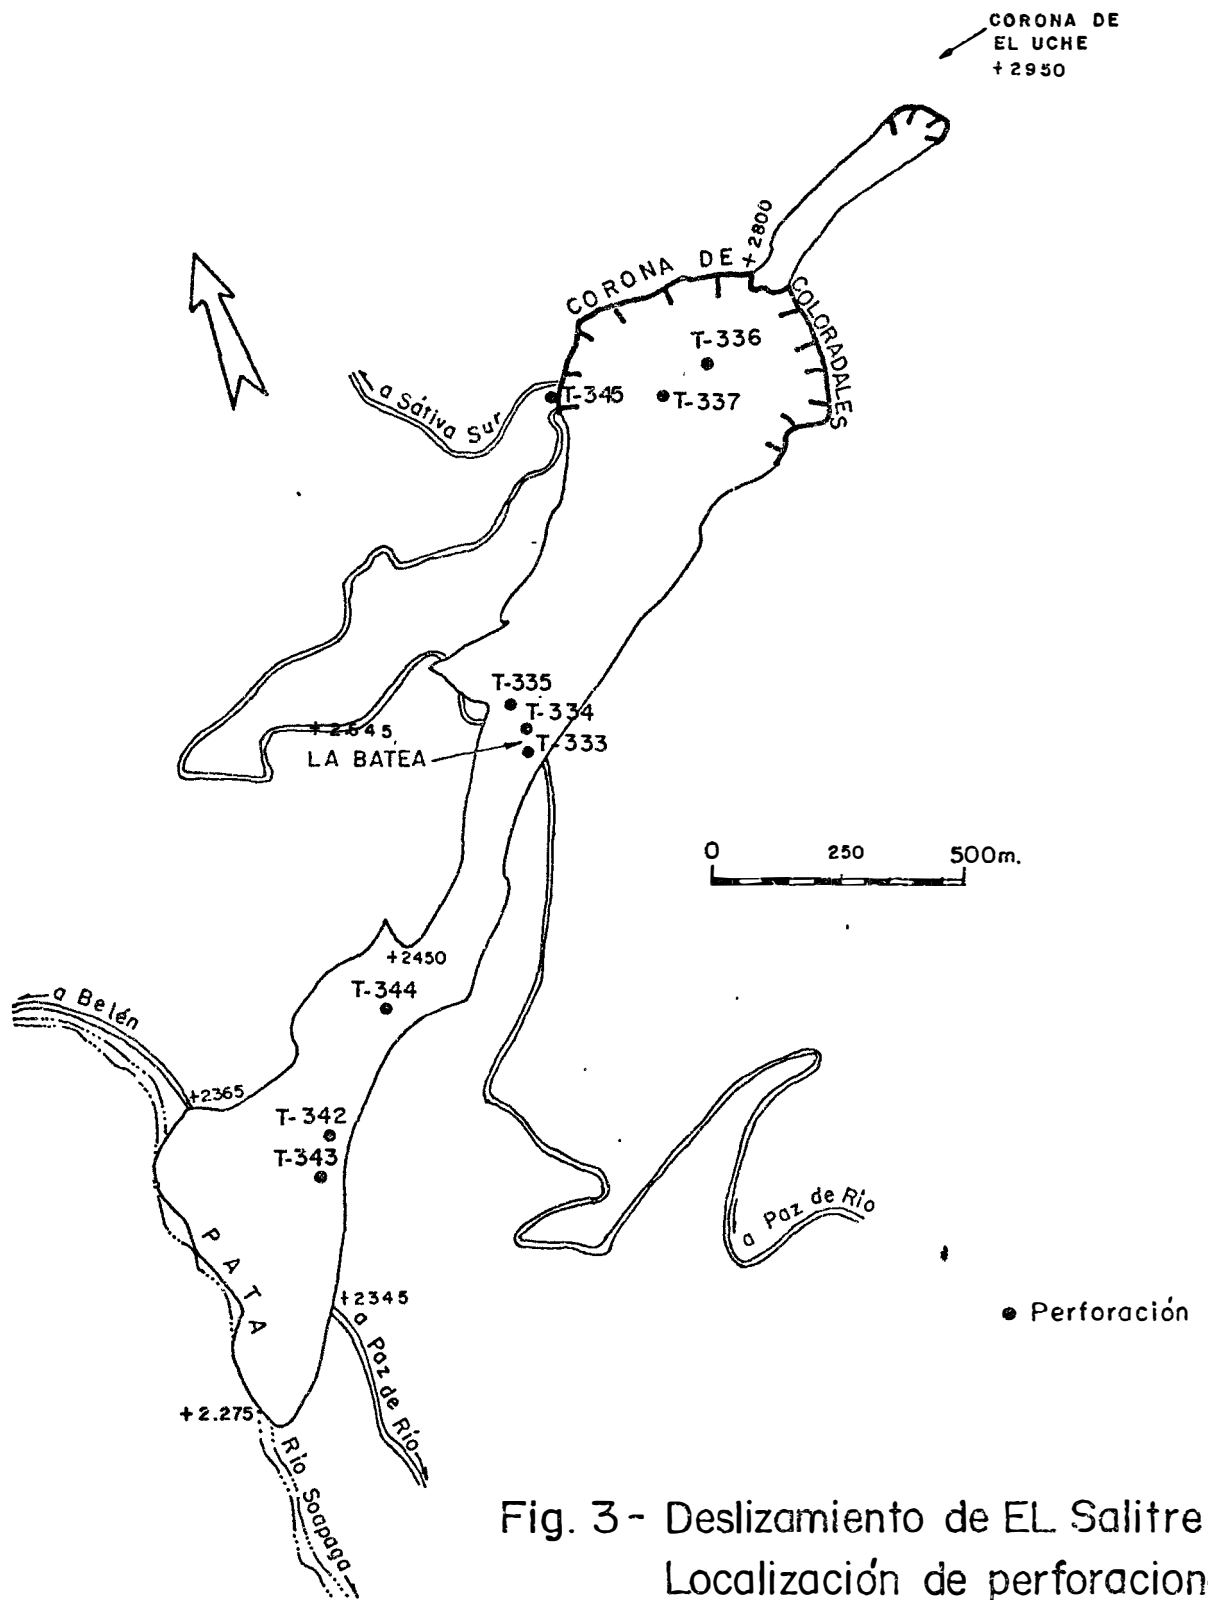 CORONA DE
EL UCHE
+2950
+2800
CORONA DE
COLORADALES
T-336
T-345
T-337
a Sátiva Sur
T-335
T-334
+2.645
T-333
LA BATEA
0 250 500m.
+2450
T-344
a Belén
+2365
T-342
T-343
a Paz de Río
PATA
+2345
a Paz de Río
Perforación
+2.275
Río Soapaga
Fig. 3- Deslizamiento de EL Salitre
Localización de perforacion